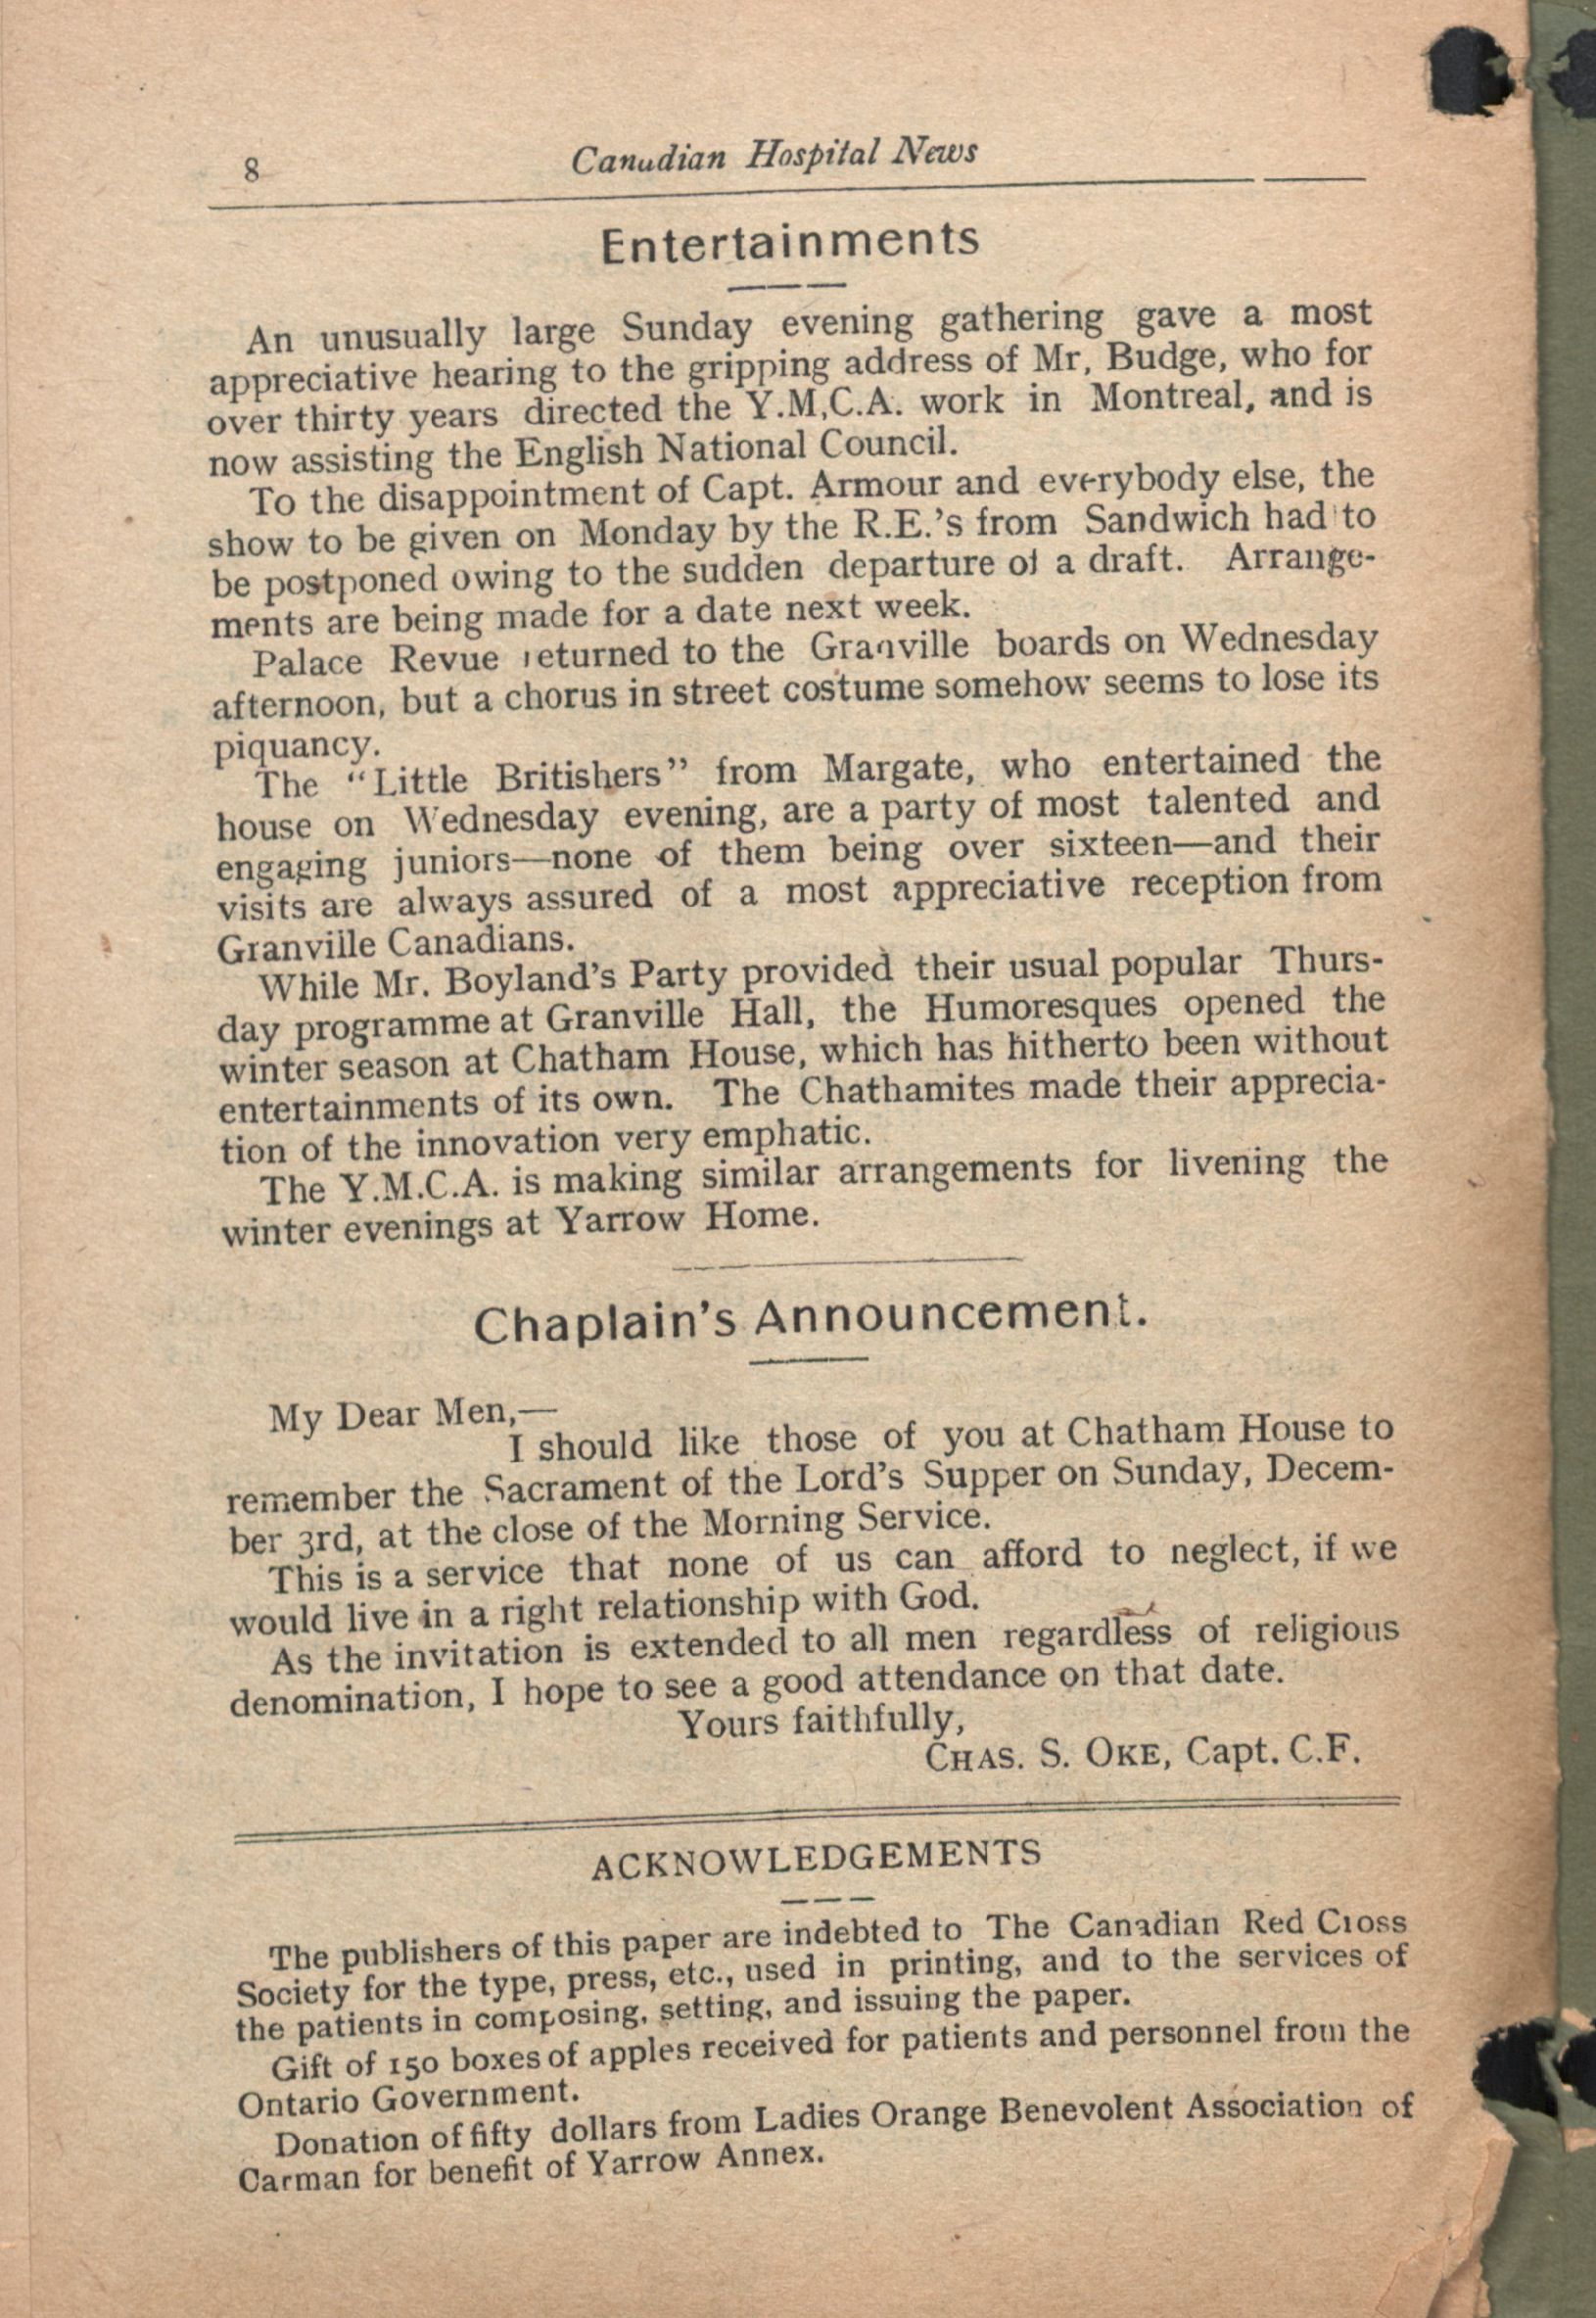 8
Canadian Hospital News
Entertainments
An unusually large Sunday evening gathering gave a most
appreciative hearing to the gripping address of Mr, Budge, who for
over thirty years directed the Y.M,C.A. work in Montreal, and is
now assisting the English National Council.
To the disappointment of Capt. Armour and everybody else, the
show to be given on Monday by the R.E.'s from Sandwich had to
be postponed owing to the sudden departure of a draft. Arrange-
ments are being made for a date next week.
Palace Revue returned to the Granville boards on Wednesday
afternoon, but a chorus in street costume somehow seems to lose its
piquancy.
The "Little Britishers" from Margate, who entertained the
house on Wednesday evening, are a party of most talented and
engaging juniors—none of them being over sixteen—and their
visits are always assured of a most appreciative reception from
Granville Canadians.
While Mr. Boyland's Party provided their usual popular Thurs-
day programme at Granville Hall, the Humoresques opened the
winter season at Chatham House, which has hitherto been without
entertainments of its own. The Chathamites made their apprecia-
tion of the innovation very emphatic.
The Y.M.C.A. is making similar arrangements for livening the
winter evenings at Yarrow Home.
Chaplain's Announcement.
My Dear Men,—
I should like those of you at Chatham House to
remember the Sacrament of the Lord's Supper on Sunday, Decem-
ber 3rd, at the close of the Morning Service.
This is a service that none of us can afford to neglect, if we
would live in a right relationship with God.
As the invitation is extended to all men regardless of religious
denomination, I hope to see a good attendance on that date.
Yours faithfully,
CHAS. S. OKE, Capt. C.F.
ACKNOWLEDGEMENTS
The publishers of this paper are indebted to The Canadian Red Cross
Society for the type, press, etc., used in printing, and to the services of
the patients in composing, setting, and issuing the paper.
Gift of 150 boxes of apples received for patients and personnel from the
Ontario Government.
Donation of fifty dollars from Ladies Orange Benevolent Association of
Carman for benefit of Yarrow Annex.